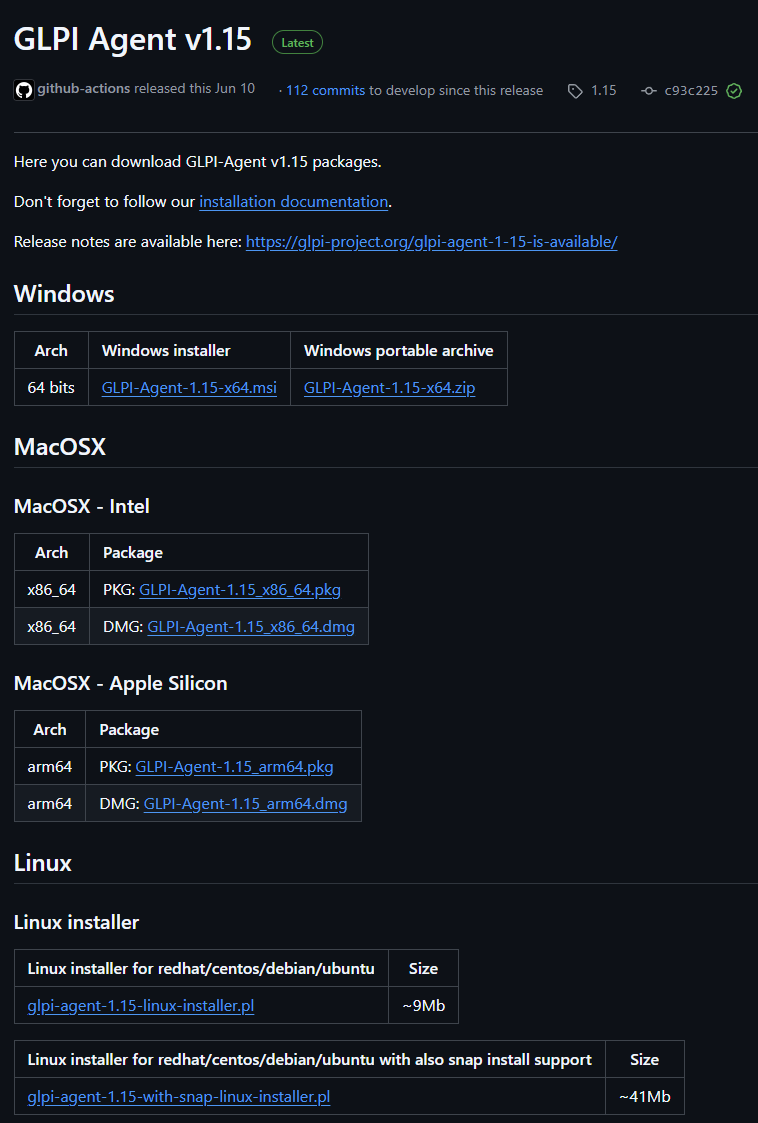 GLPI Agent v1.15 Latest
github-actions released this Jun 10 · 112 commits to develop since this release 1.15 c93c225
Here you can download GLPI-Agent v1.15 packages.
Don't forget to follow our installation documentation.
Release notes are available here: https://glpi-project.org/glpi-agent-1-15-is-available/
Windows
Arch Windows installer Windows portable archive
64 bits GLPI-Agent-1.15-x64.msi GLPI-Agent-1.15-x64.zip
MacOSX
MacOSX - Intel
Arch Package
x86_64 PKG: GLPI-Agent-1.15_x86_64.pkg
x86_64 DMG: GLPI-Agent-1.15_x86_64.dmg
MacOSX - Apple Silicon
Arch Package
arm64 PKG: GLPI-Agent-1.15_arm64.pkg
arm64 DMG: GLPI-Agent-1.15_arm64.dmg
Linux
Linux installer
Linux installer for redhat/centos/debian/ubuntu Size
glpi-agent-1.15-linux-installer.pl ~9Mb
Linux installer for redhat/centos/debian/ubuntu with also snap install support Size
glpi-agent-1.15-with-snap-linux-installer.pl ~41Mb